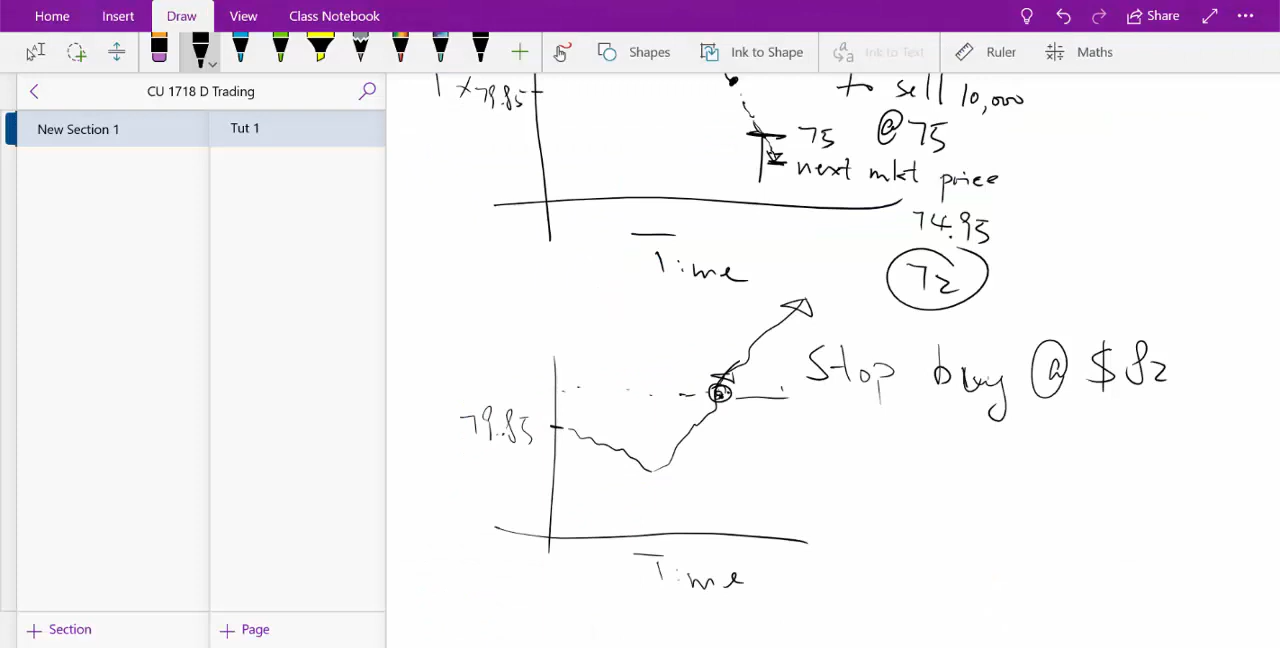 Home Insert Draw View Class Notebook Share
Shapes Ink to Shape Ink to Text Ruler Maths
CU 1718 D Trading
New Section 1 Tut 1
79.85 to sell 10,000
75 @ 75
next mkt price
74.95
72
Time
Stop buy @ $ 82
79.85
Time
Section Page